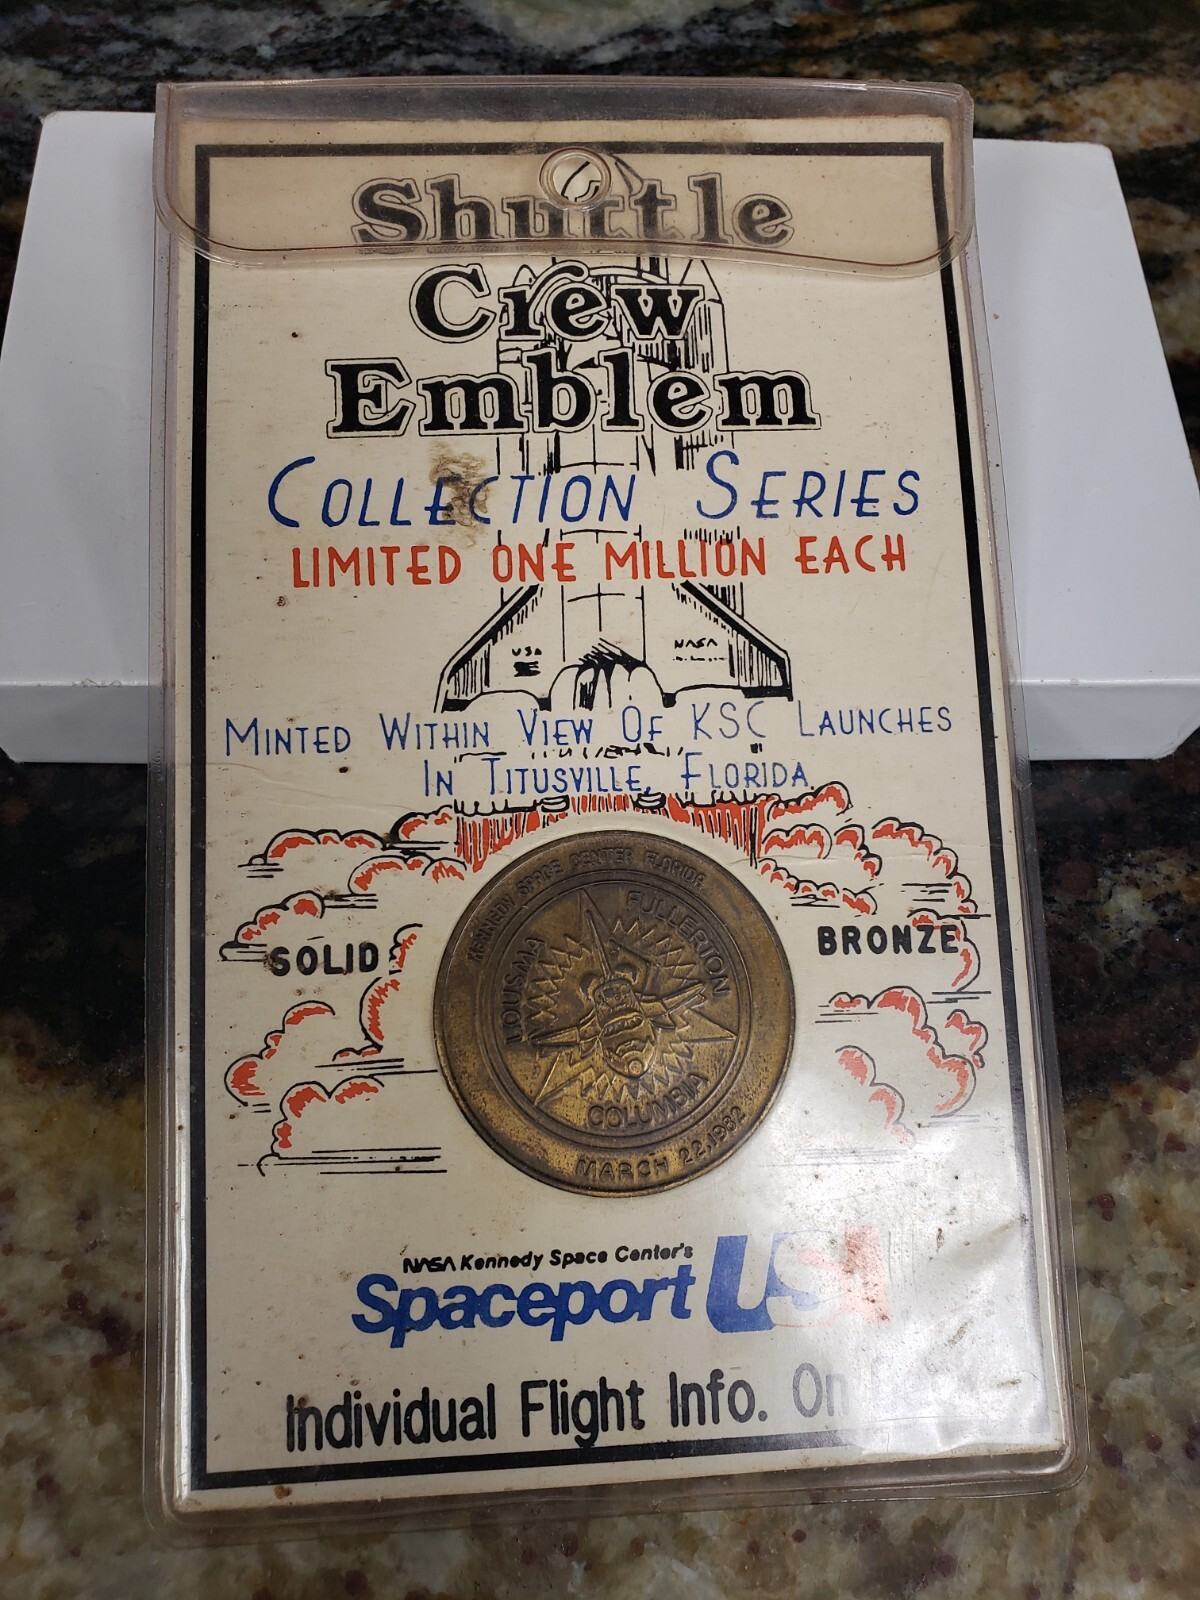 Shuttle
Crew
Emblem
COLLECTION SERIES
LIMITED ONE MILLION EACH
USA
NASA
MINTED WITHIN VIEW OF KSC LAUNCHES
IN TITUSVILLE, FLORIDA
SOLID
BRONZE
KENNEDY SPACE CENTER FLORIDA
LOUSMA
FULLERTON
COLUMBIA
MARCH 22, 1982
NASA Kennedy Space Center's
Spaceport USA
Individual Flight Info. On